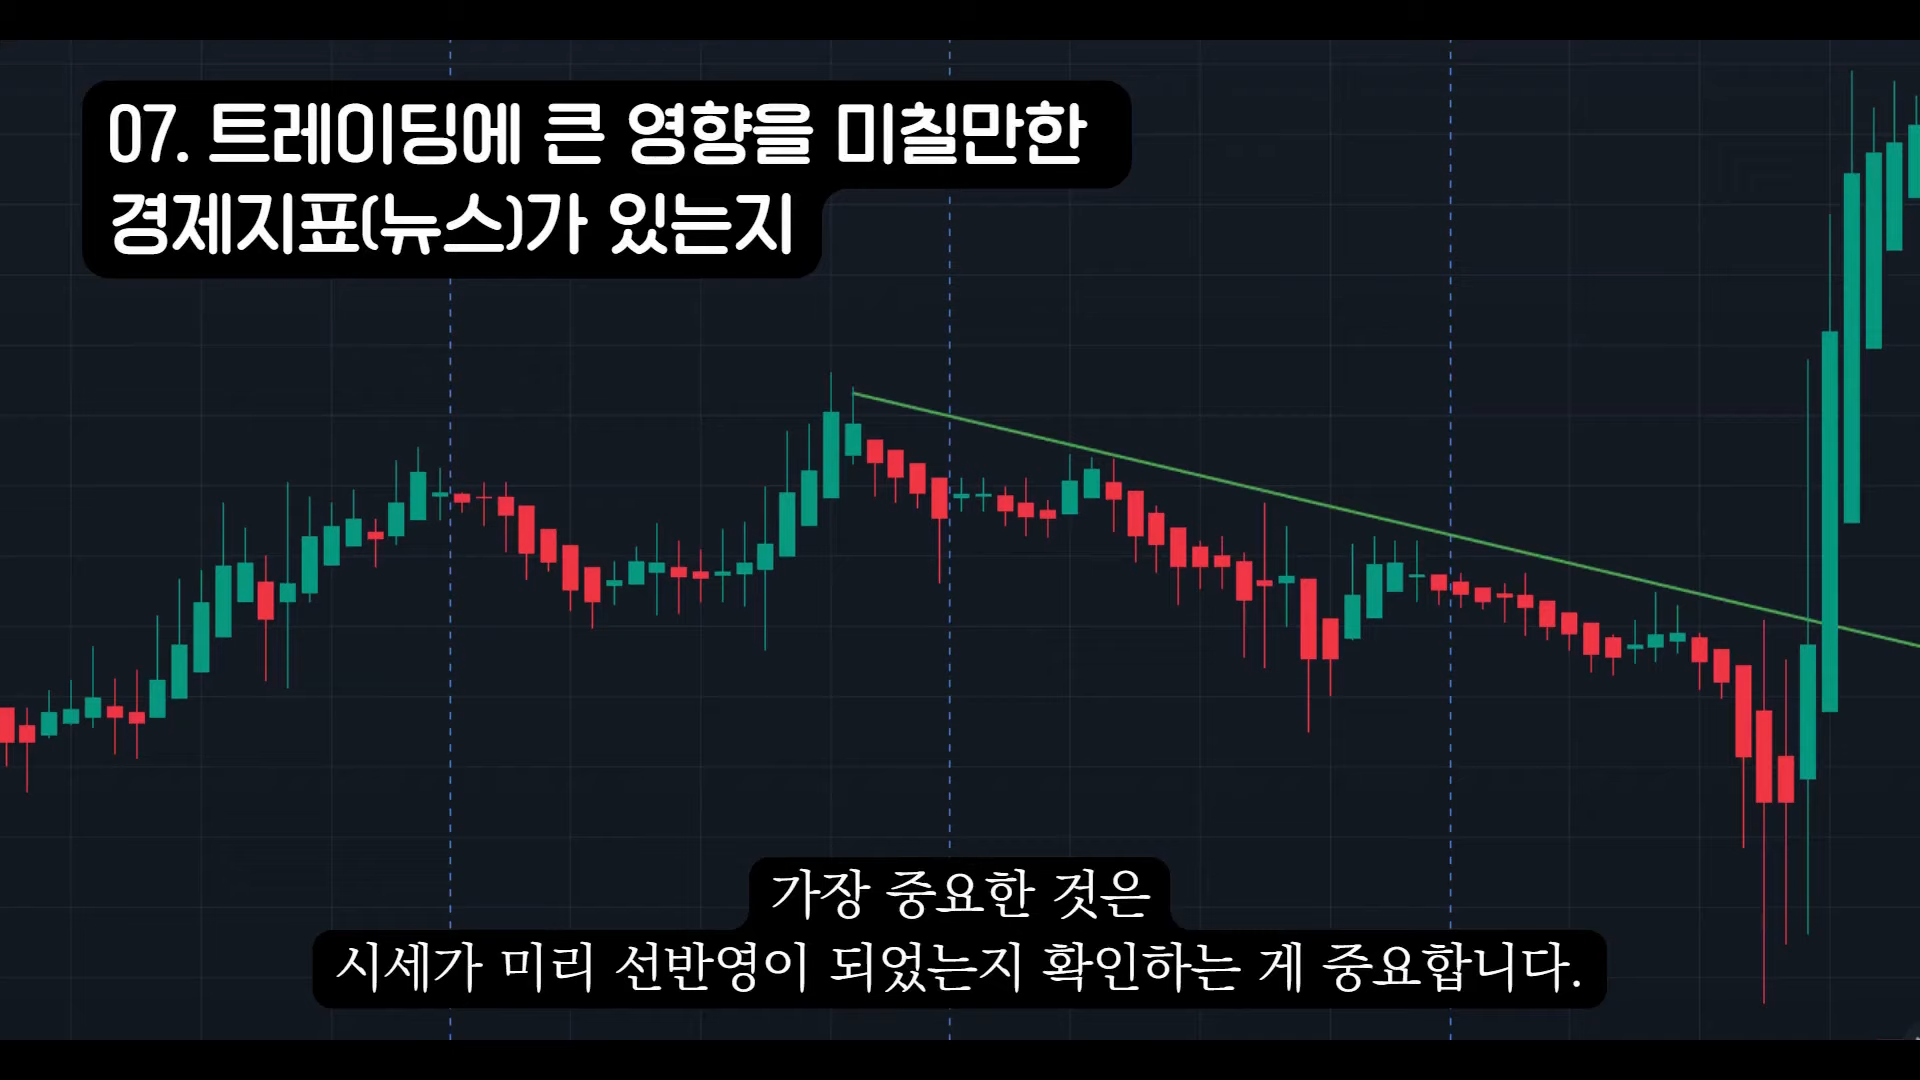 07. 트레이딩에 큰 영향을 미칠만한
경제지표(뉴스)가 있는지
가장 중요한 것은
시세가 미리 선반영이 되었는지 확인하는 게 중요합니다.